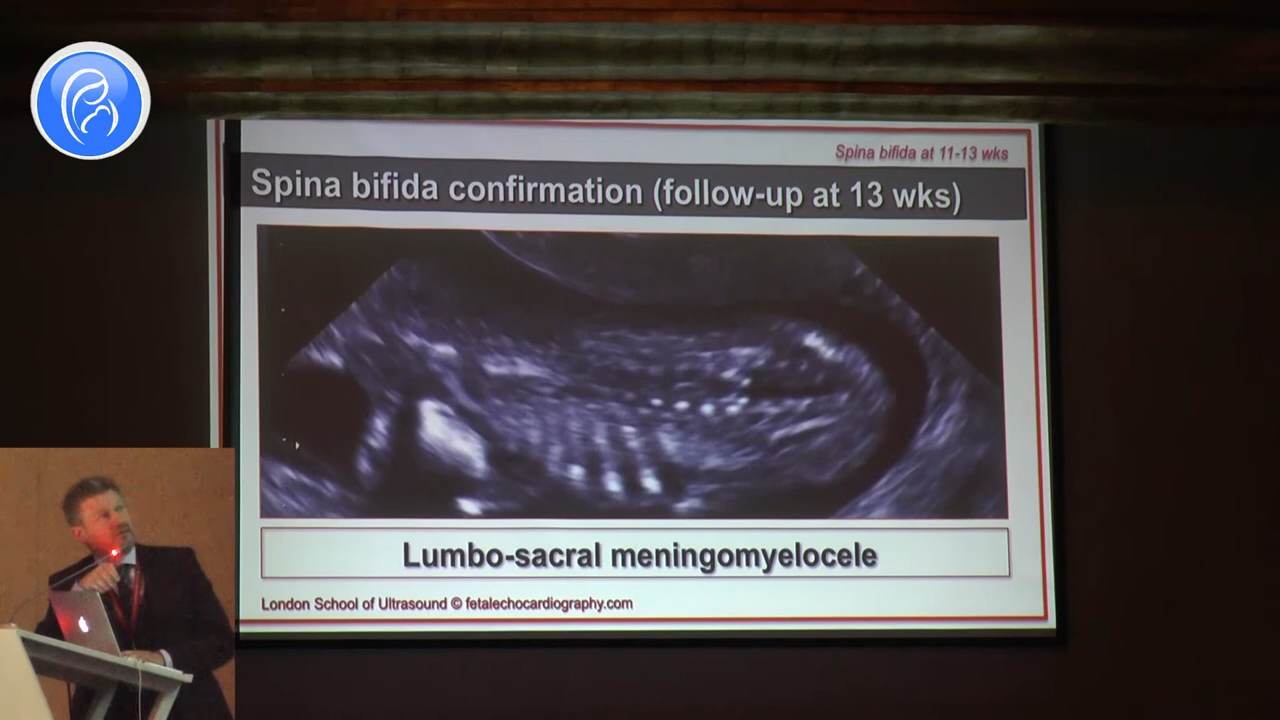 Spina bifida at 11-13 wks
Spina bifida confirmation (follow-up at 13 wks)
Lumbo-sacral meningomyelocele
London School of Ultrasound © fetalechocardiography.com